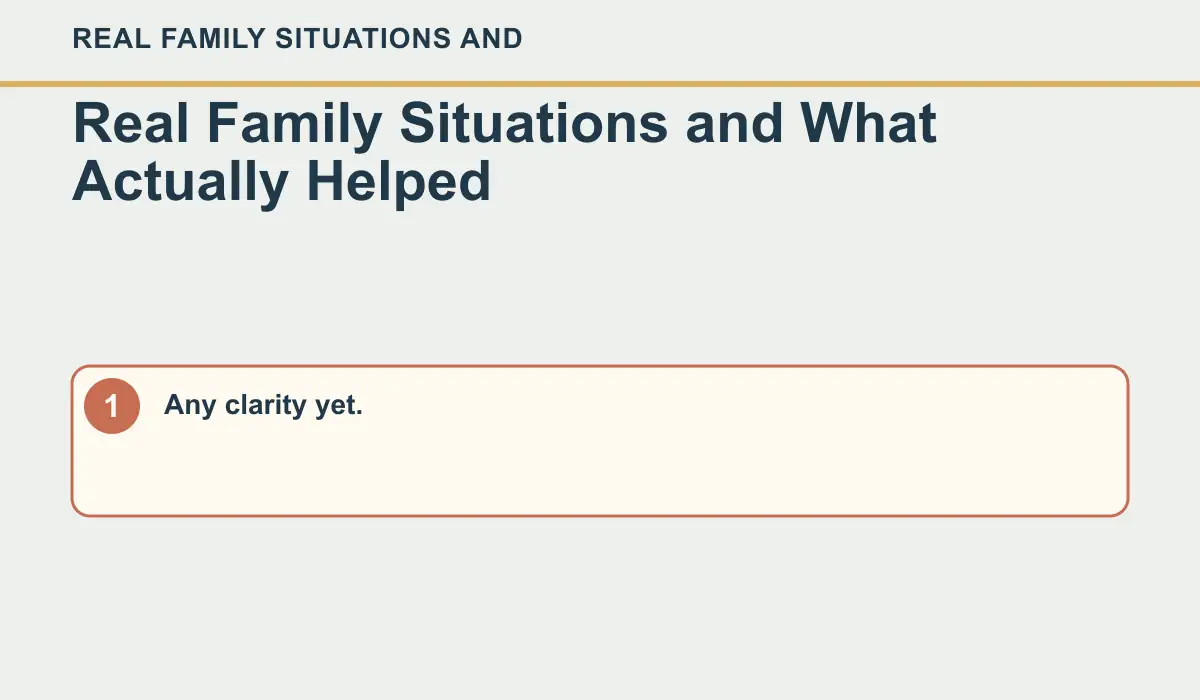 REAL FAMILY SITUATIONS AND
Real Family Situations and What
Actually Helped
1 Any clarity yet.